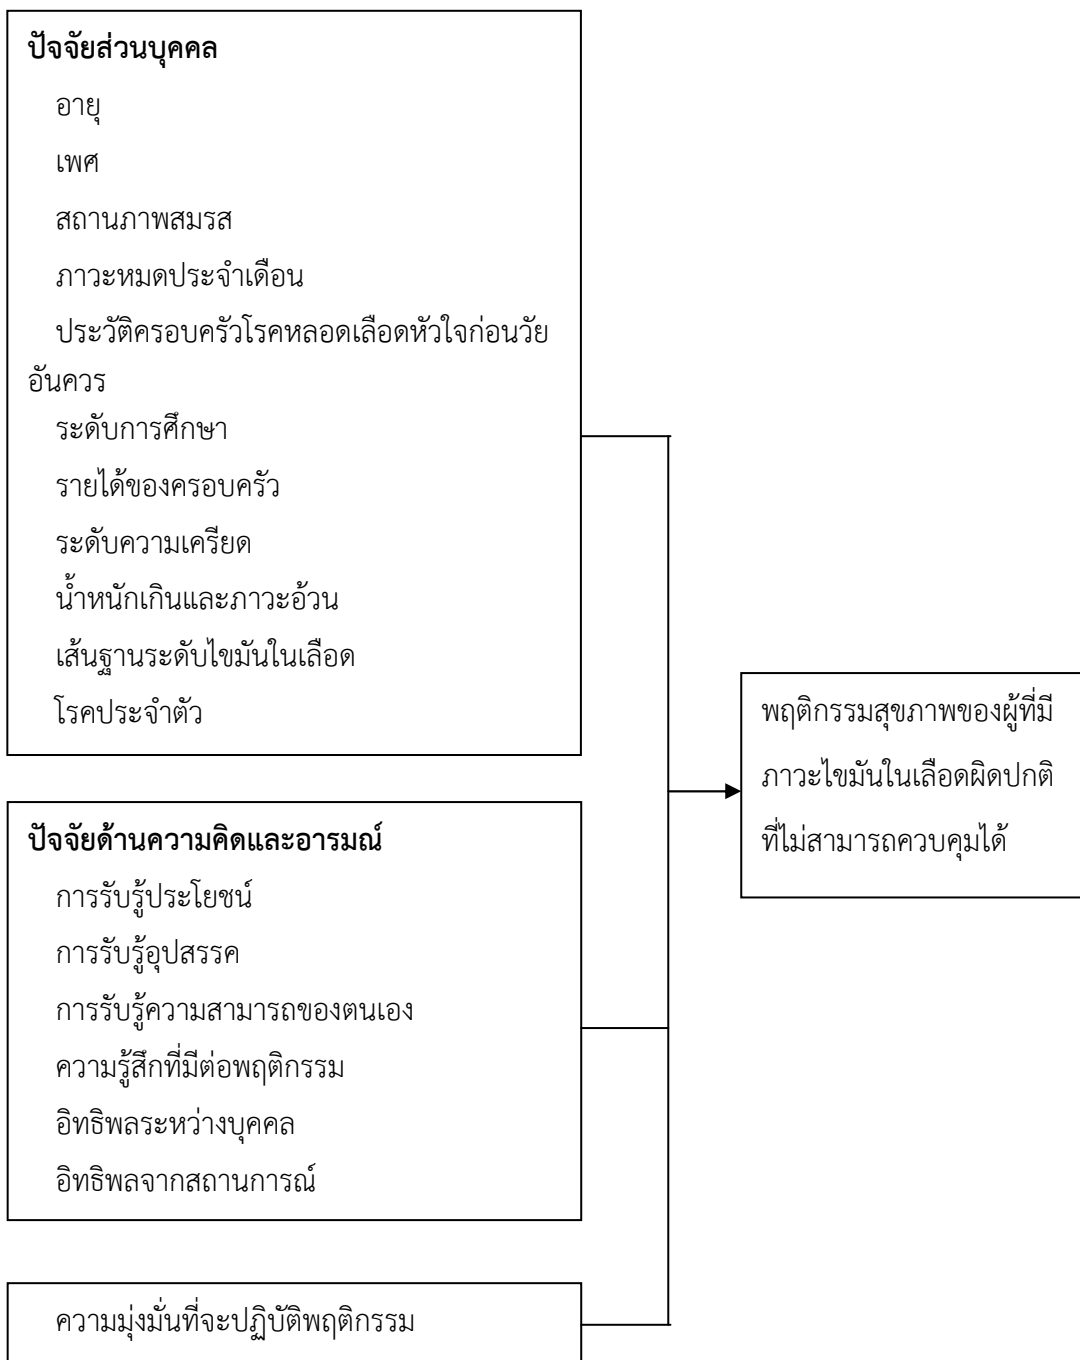 ปัจจัยส่วนบุคคล
อายุ
เพศ
สถานภาพสมรส
ภาวะหมดประจำเดือน
ประวัติครอบครัวโรคหลอดเลือดหัวใจก่อนวัย
อันควร
ระดับการศึกษา
รายได้ของครอบครัว
ระดับความเครียด
น้ำหนักเกินและภาวะอ้วน
เส้นฐานระดับไขมันในเลือด
โรคประจำตัว
ปัจจัยด้านความคิดและอารมณ์
การรับรู้ประโยชน์
การรับรู้อุปสรรค
การรับรู้ความสามารถของตนเอง
ความรู้สึกที่มีต่อพฤติกรรม
อิทธิพลระหว่างบุคคล
อิทธิพลจากสถานการณ์
ความมุ่งมั่นที่จะปฏิบัติพฤติกรรม
พฤติกรรมสุขภาพของผู้ที่มี
ภาวะไขมันในเลือดผิดปกติ
ที่ไม่สามารถควบคุมได้